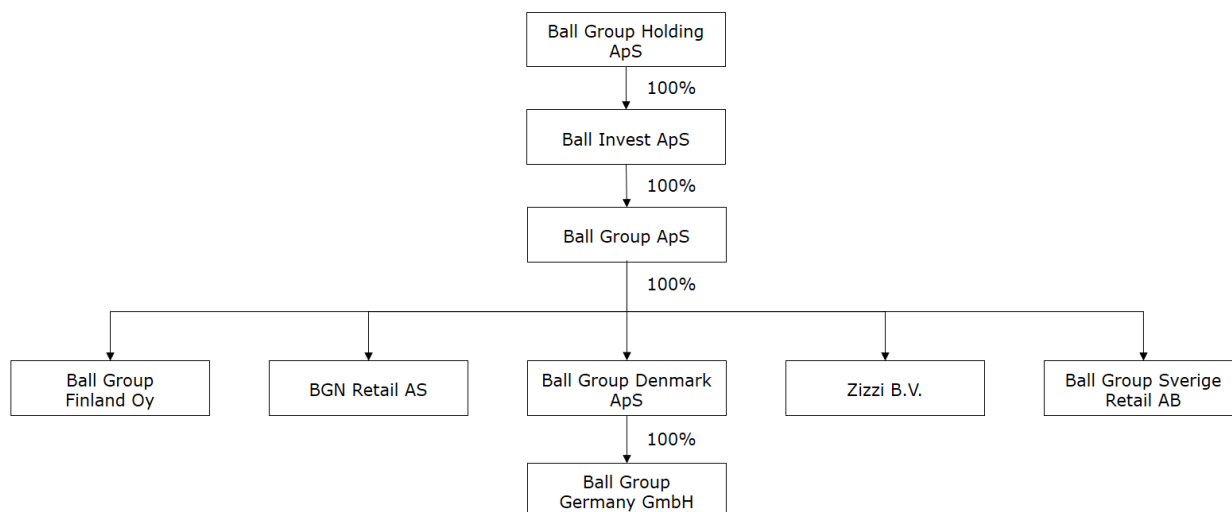 Ball Group Holding
ApS
100%
Ball Invest ApS
100%
Ball Group ApS
100%
Ball Group
Finland Oy
BGN Retail AS
Ball Group Denmark
ApS
Zizzi B.V.
Ball Group Sverige
Retail AB
100%
Ball Group
Germany GmbH